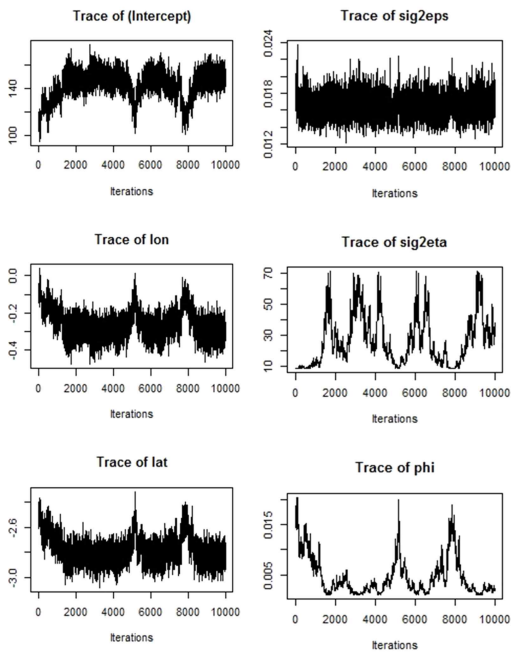 Trace of (Intercept)
140
100
0 2000 4000 6000 8000 10000
Iterations
Trace of sig2eps
0.024
0.018
0.012
0 2000 4000 6000 8000 10000
Iterations
Trace of lon
0.0
-0.2
-0.4
0 2000 4000 6000 8000 10000
Iterations
Trace of sig2eta
70
50
30
10
0 2000 4000 6000 8000 10000
Iterations
Trace of lat
-2.6
-3.0
0 2000 4000 6000 8000 10000
Iterations
Trace of phi
0.015
0.005
0 2000 4000 6000 8000 10000
Iterations